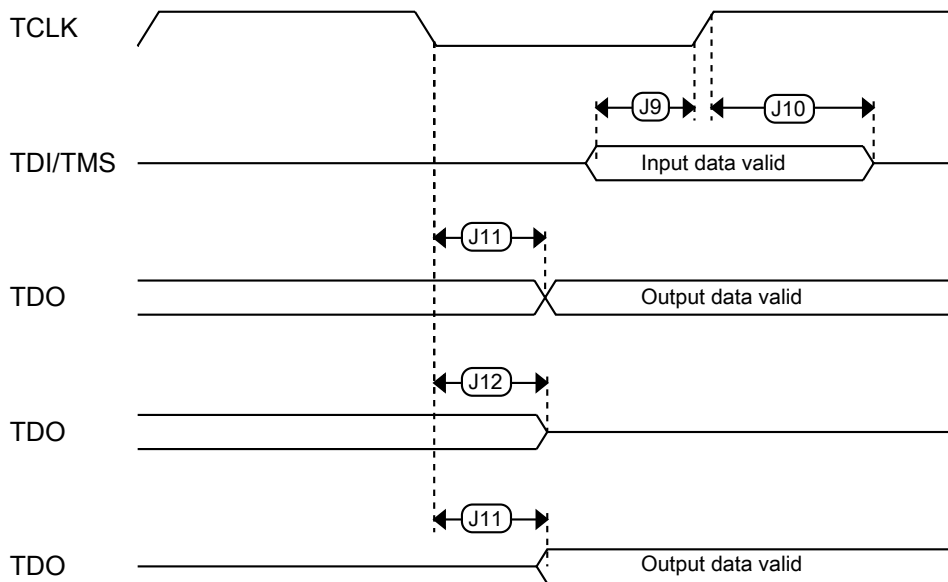 TCLK
J9
J10
TDI/TMS
Input data valid
J11
TDO
Output data valid
J12
TDO
J11
TDO
Output data valid